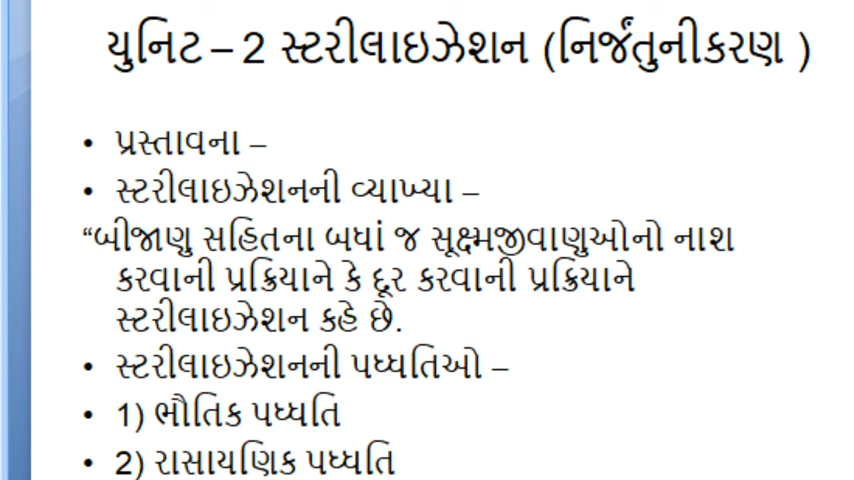 યુનિટ – 2 સ્ટરીલાઇઝેશન (નિર્જંતુનીકરણ )
• પ્રસ્તાવના –
• સ્ટરીલાઇઝેશનની વ્યાખ્યા –
“બીજાણુ સહિતના બધાં જ સૂક્ષ્મજીવાણુઓનો નાશ
કરવાની પ્રક્રિયાને કે દૂર કરવાની પ્રક્રિયાને
સ્ટરીલાઇઝેશન કહે છે.
• સ્ટરીલાઇઝેશનની પધ્ધતિઓ –
• 1) ભૌતિક પધ્ધતિ
• 2) રાસાયણિક પધ્ધતિ